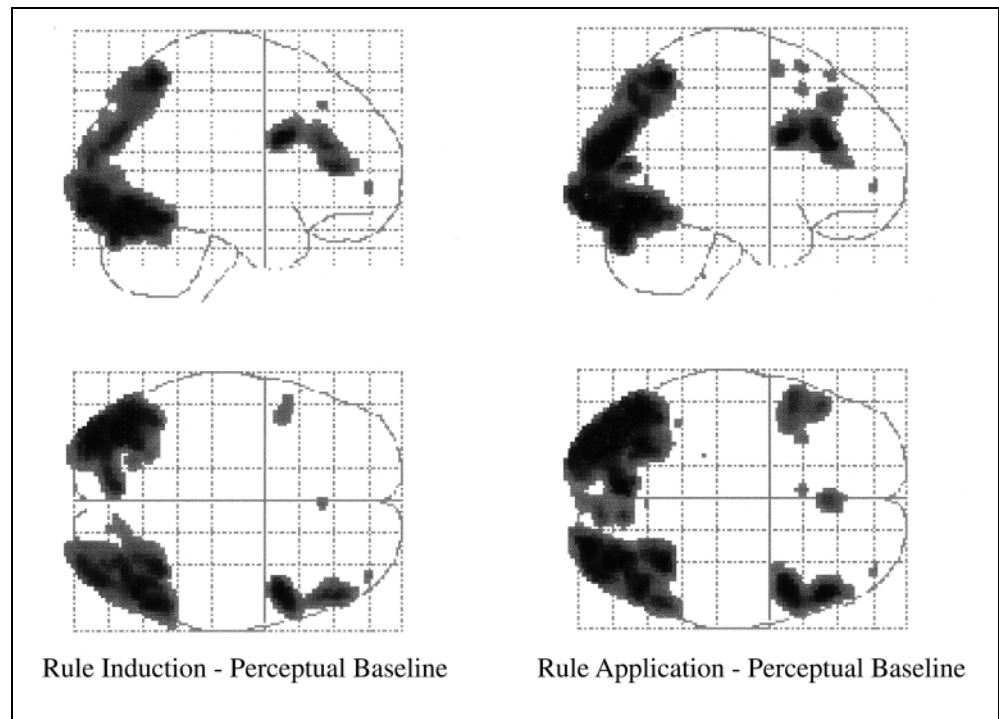 Rule Induction - Perceptual Baseline
Rule Application - Perceptual Baseline